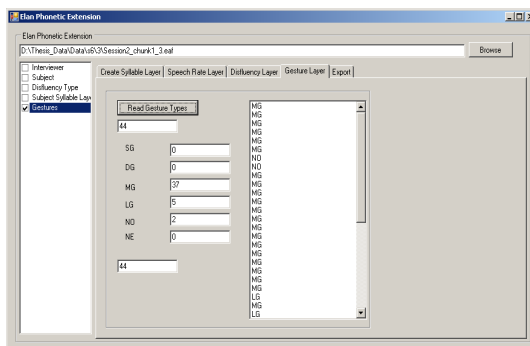 Elan Phonetic Extension
Elan Phonetic Extension
D:\Thesis_Data\Data\s6\3\Session2_chunk1_3.eaf
Browse
Interviewer
Subject
Disfluency Type
Subject Syllable Lay
Gestures
Create Syllable Layer
Speech Rate Layer
Disfluency Layer
Gesture Layer
Export
Read Gesture Types
44
SG 0
DG 0
MG 37
LG 5
NO 2
NE 0
44
MG
MG
MG
MG
MG
MG
NO
NO
MG
MG
MG
MG
MG
MG
MG
MG
MG
MG
MG
MG
MG
MG
LG
MG
LG